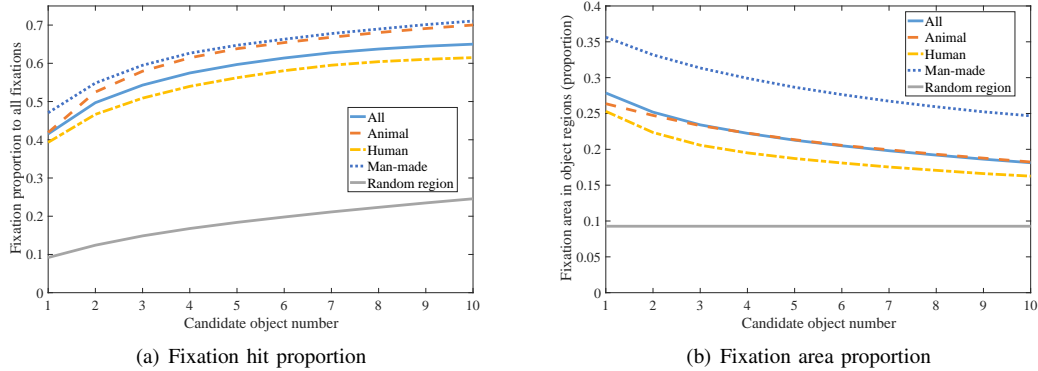 Fixation proportion to all fixations
0.7
0.6
0.5
0.4
0.3
0.2
0.1
0
1 2 3 4 5 6 7 8 9 10
Candidate object number
All
Animal
Human
Man-made
Random region
(a) Fixation hit proportion
Fixation area in object regions (proportion)
0.4
0.35
0.3
0.25
0.2
0.15
0.1
0.05
0
1 2 3 4 5 6 7 8 9 10
Candidate object number
All
Animal
Human
Man-made
Random region
(b) Fixation area proportion